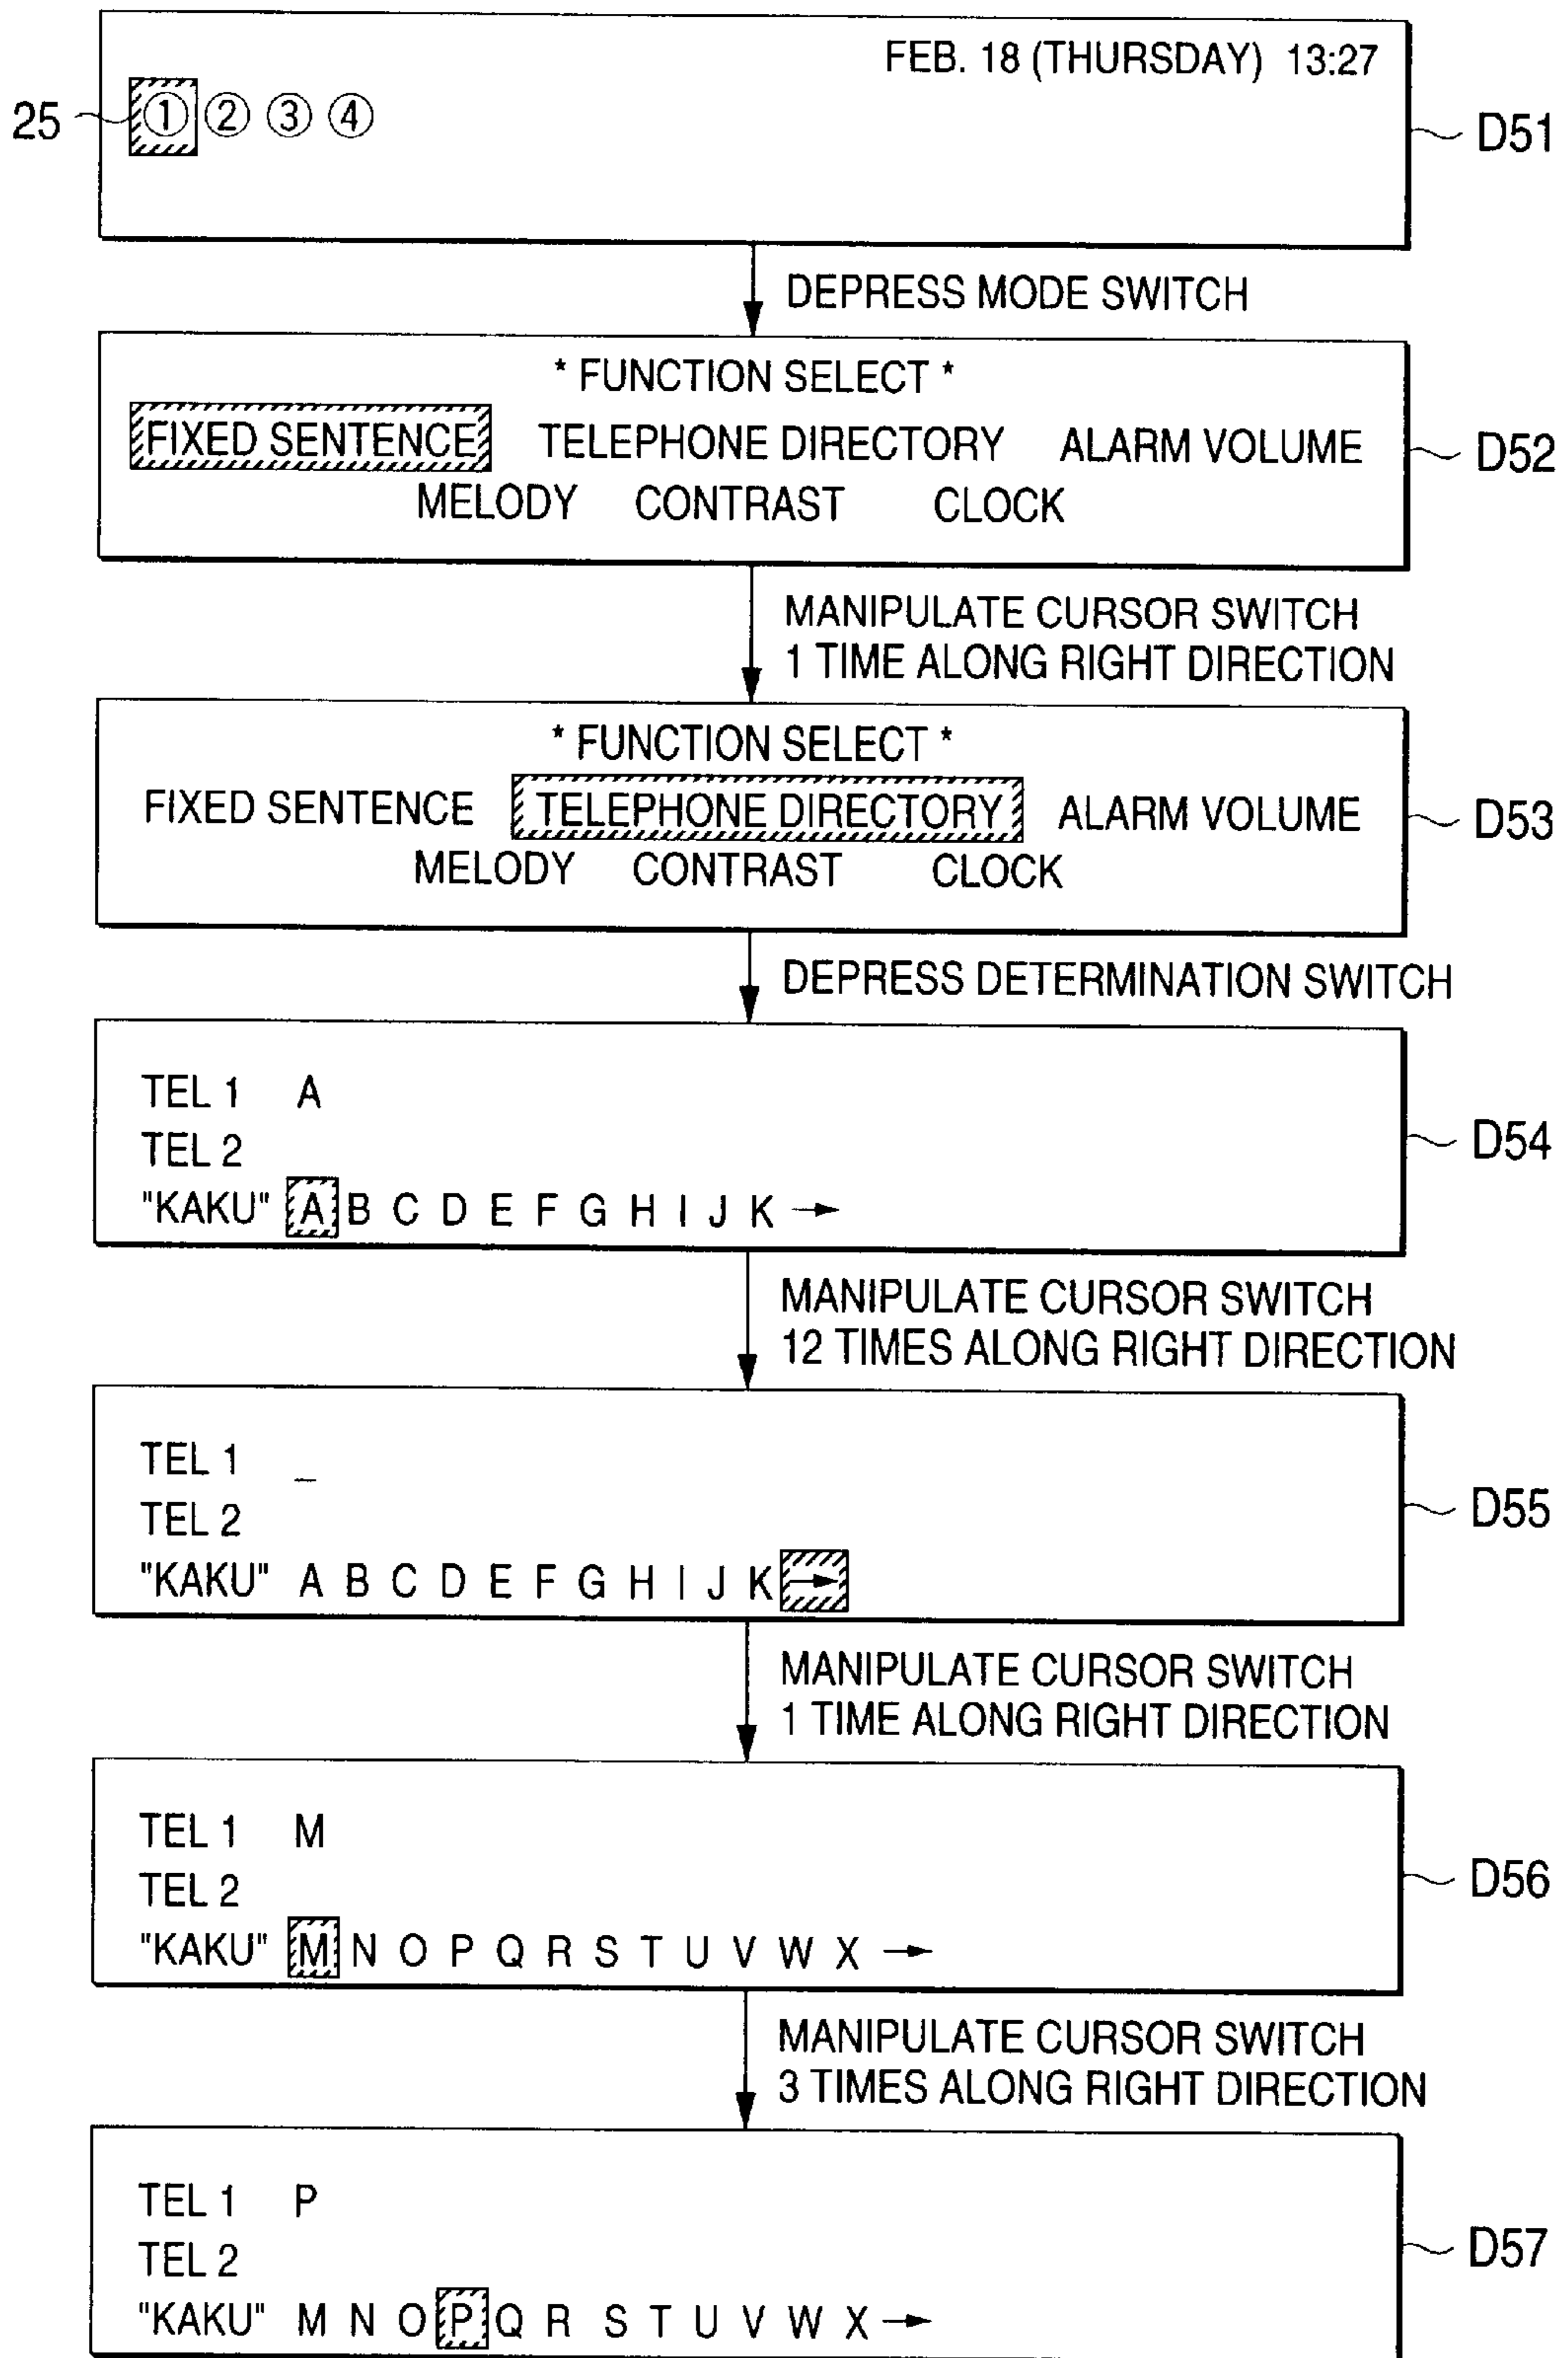 FEB. 18 (THURSDAY) 13:27
25 ① ② ③ ④
D51
DEPRESS MODE SWITCH
* FUNCTION SELECT *
FIXED SENTENCE TELEPHONE DIRECTORY ALARM VOLUME
D52
MELODY CONTRAST CLOCK
MANIPULATE CURSOR SWITCH
1 TIME ALONG RIGHT DIRECTION
* FUNCTION SELECT *
FIXED SENTENCE TELEPHONE DIRECTORY ALARM VOLUME
D53
MELODY CONTRAST CLOCK
DEPRESS DETERMINATION SWITCH
TEL 1 A
TEL 2
D54
"KAKU" A B C D E F G H I J K →
MANIPULATE CURSOR SWITCH
12 TIMES ALONG RIGHT DIRECTION
TEL 1 _
TEL 2
D55
"KAKU" A B C D E F G H I J K →
MANIPULATE CURSOR SWITCH
1 TIME ALONG RIGHT DIRECTION
TEL 1 M
TEL 2
D56
"KAKU" M N O P Q R S T U V W X →
MANIPULATE CURSOR SWITCH
3 TIMES ALONG RIGHT DIRECTION
TEL 1 P
TEL 2
D57
"KAKU" M N O P Q R S T U V W X →